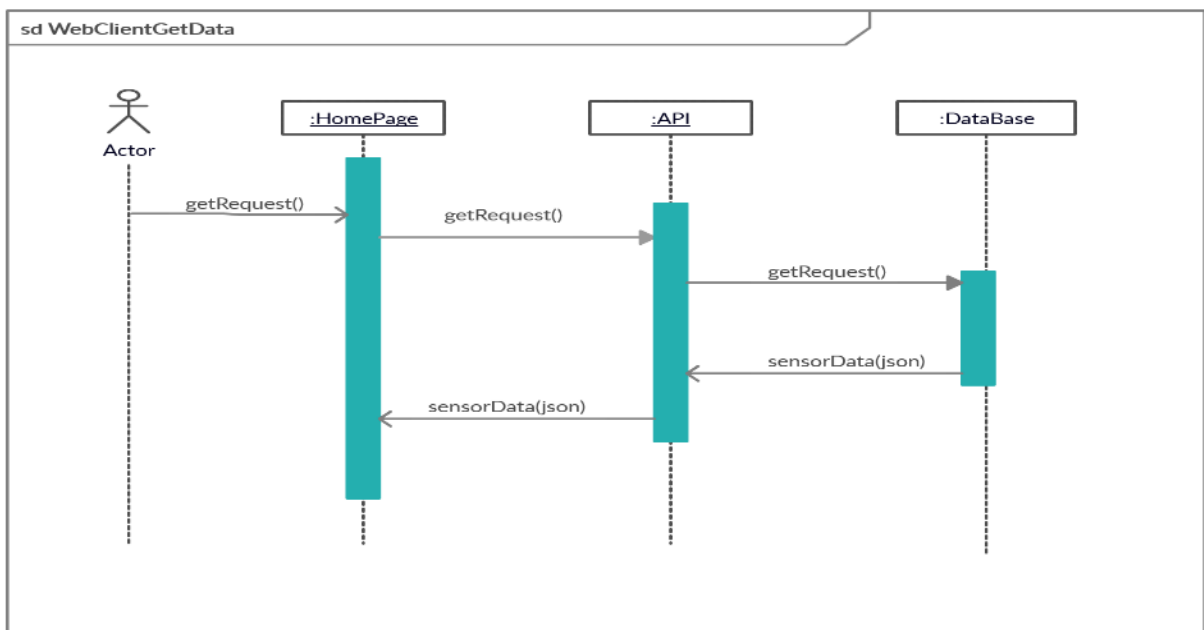 sd WebClientGetData
Actor
:HomePage
:API
:DataBase
getRequest()
getRequest()
getRequest()
sensorData(json)
sensorData(json)